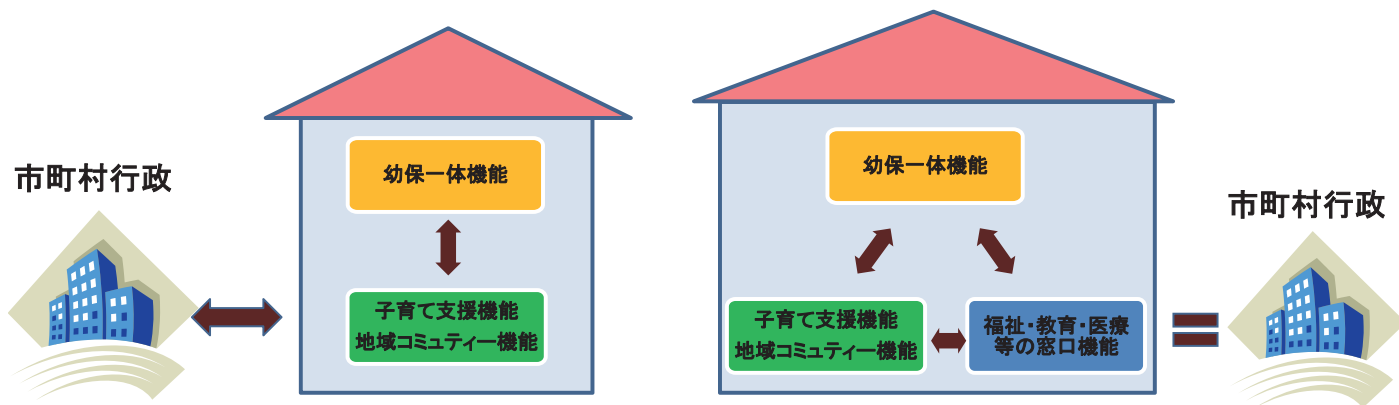 市町村行政
幼保一体機能
子育て支援機能
地域コミュティー機能
幼保一体機能
子育て支援機能
地域コミュティー機能
福祉・教育・医療
等の窓口機能
市町村行政